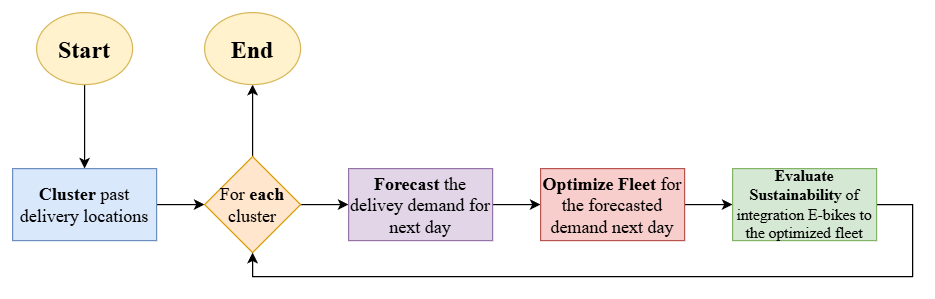 Start
End
Cluster past
delivery locations
For each
cluster
Forecast the
delivey demand for
next day
Optimize Fleet for
the forecasted
demand next day
Evaluate
Sustainability of
integration E-bikes to
the optimized fleet